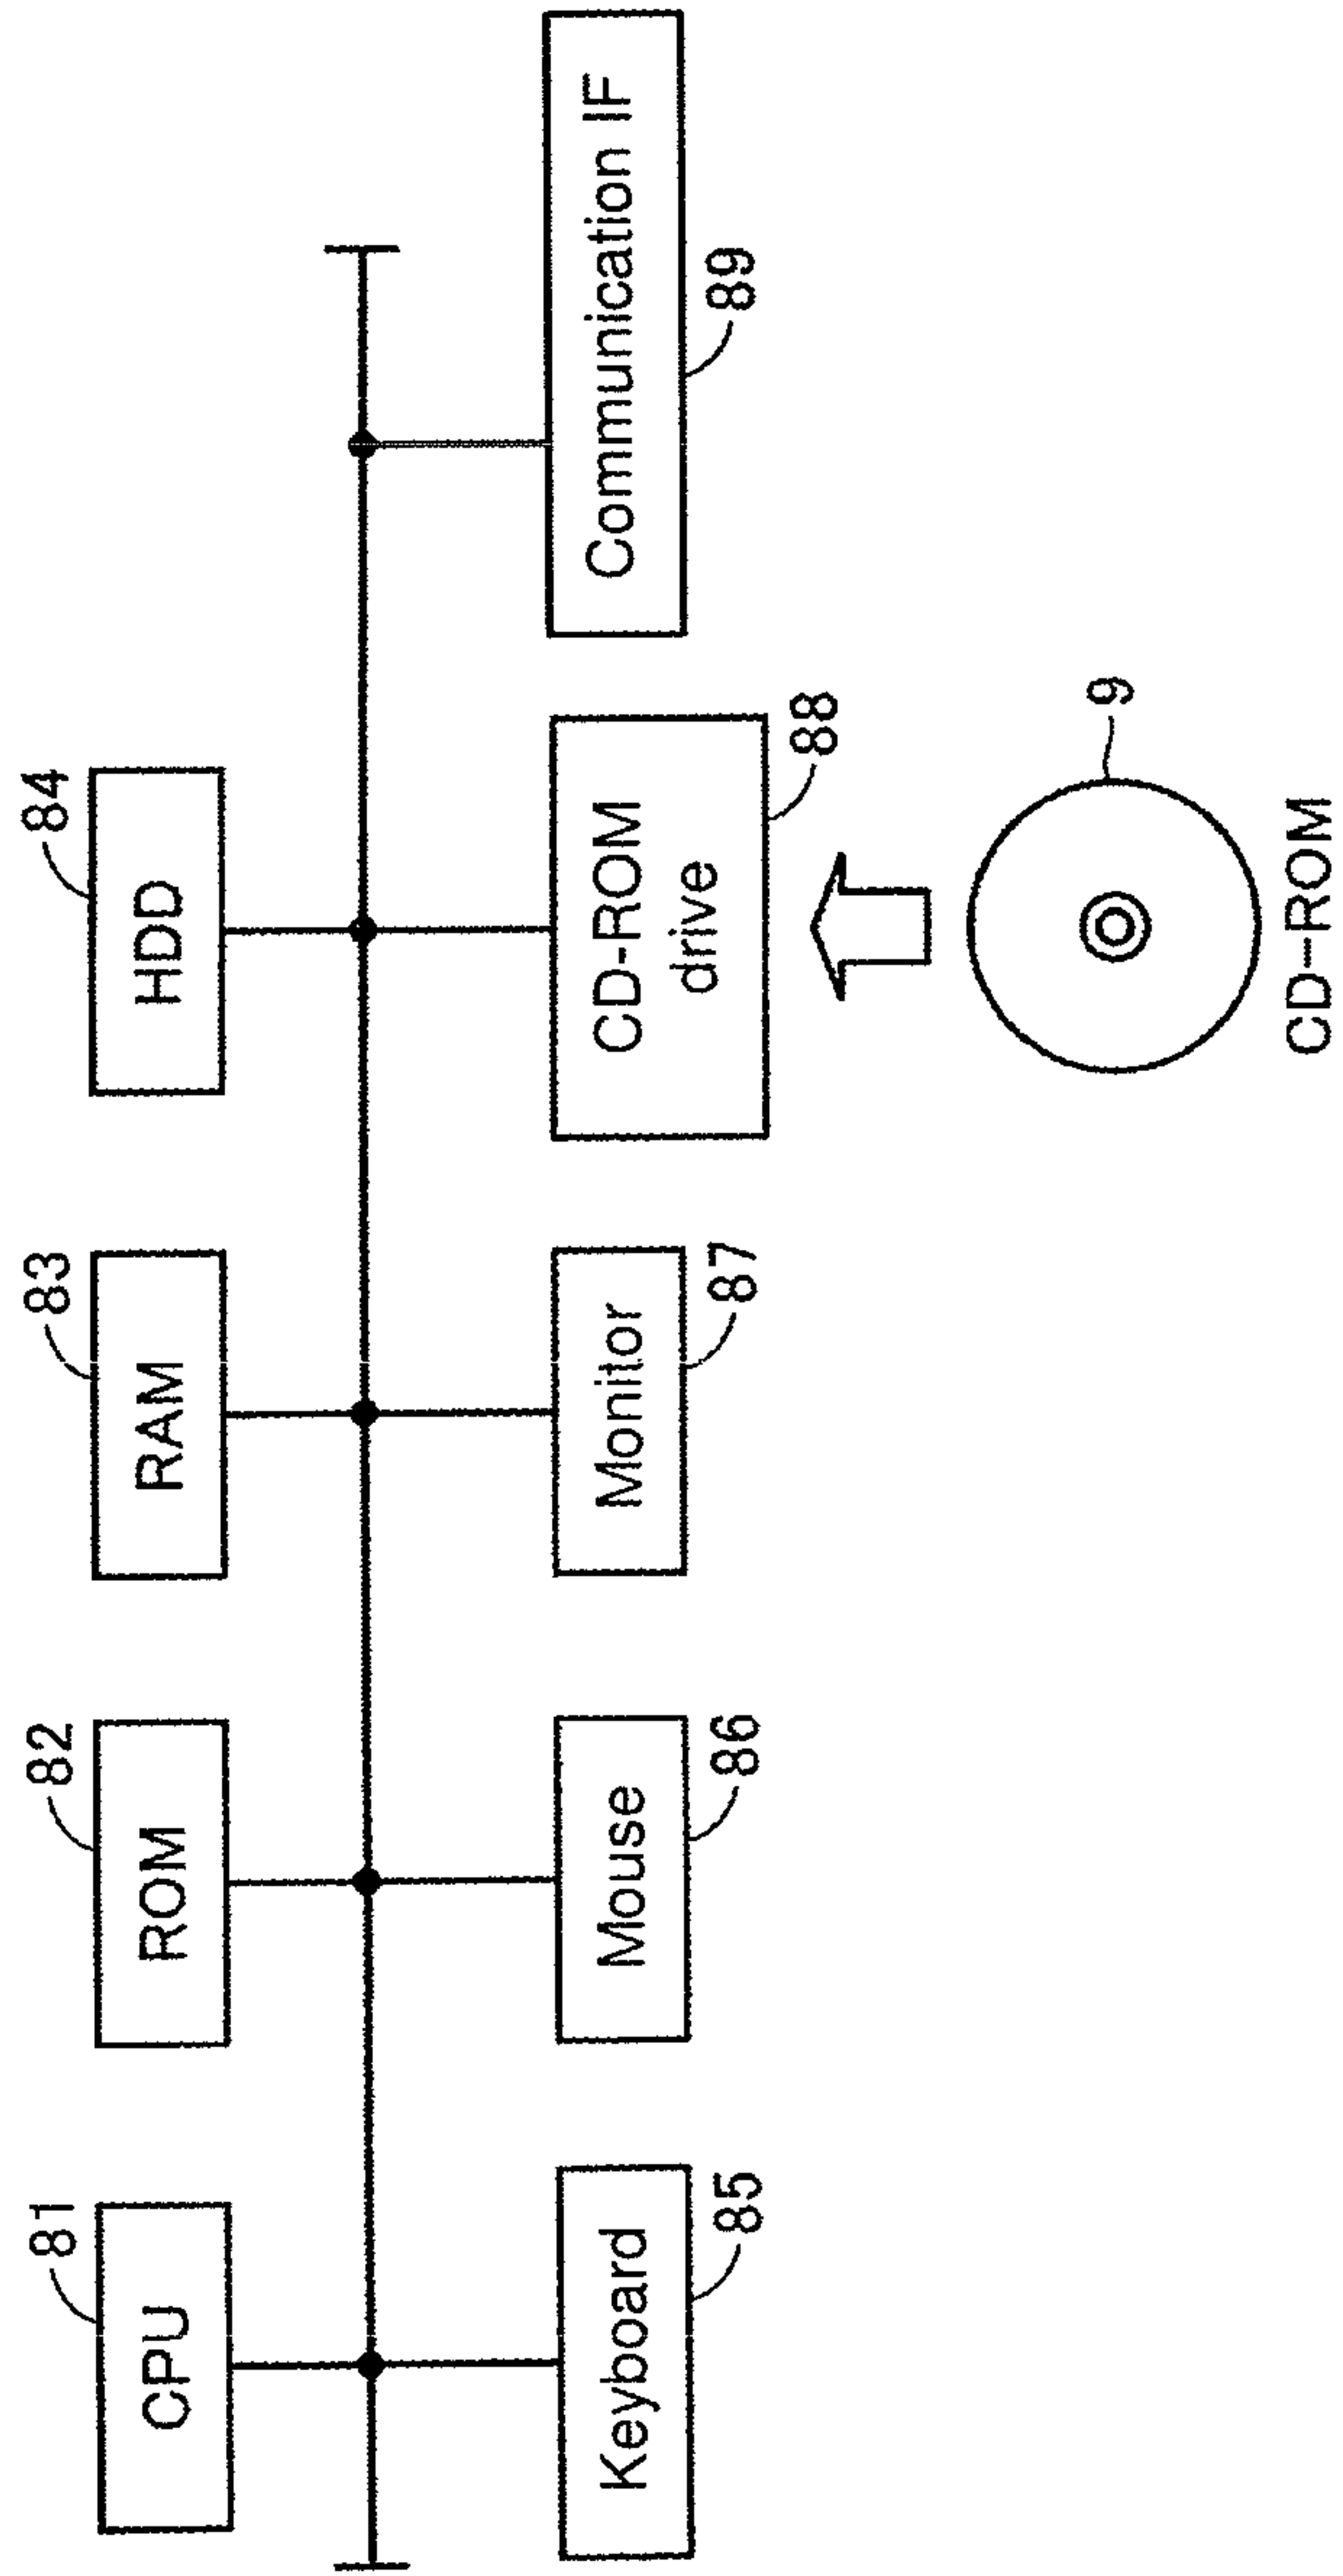 81
CPU
82
ROM
83
RAM
84
HDD
Keyboard
85
Mouse
86
Monitor
87
CD-ROM
drive
88
Communication IF
89
9
CD-ROM